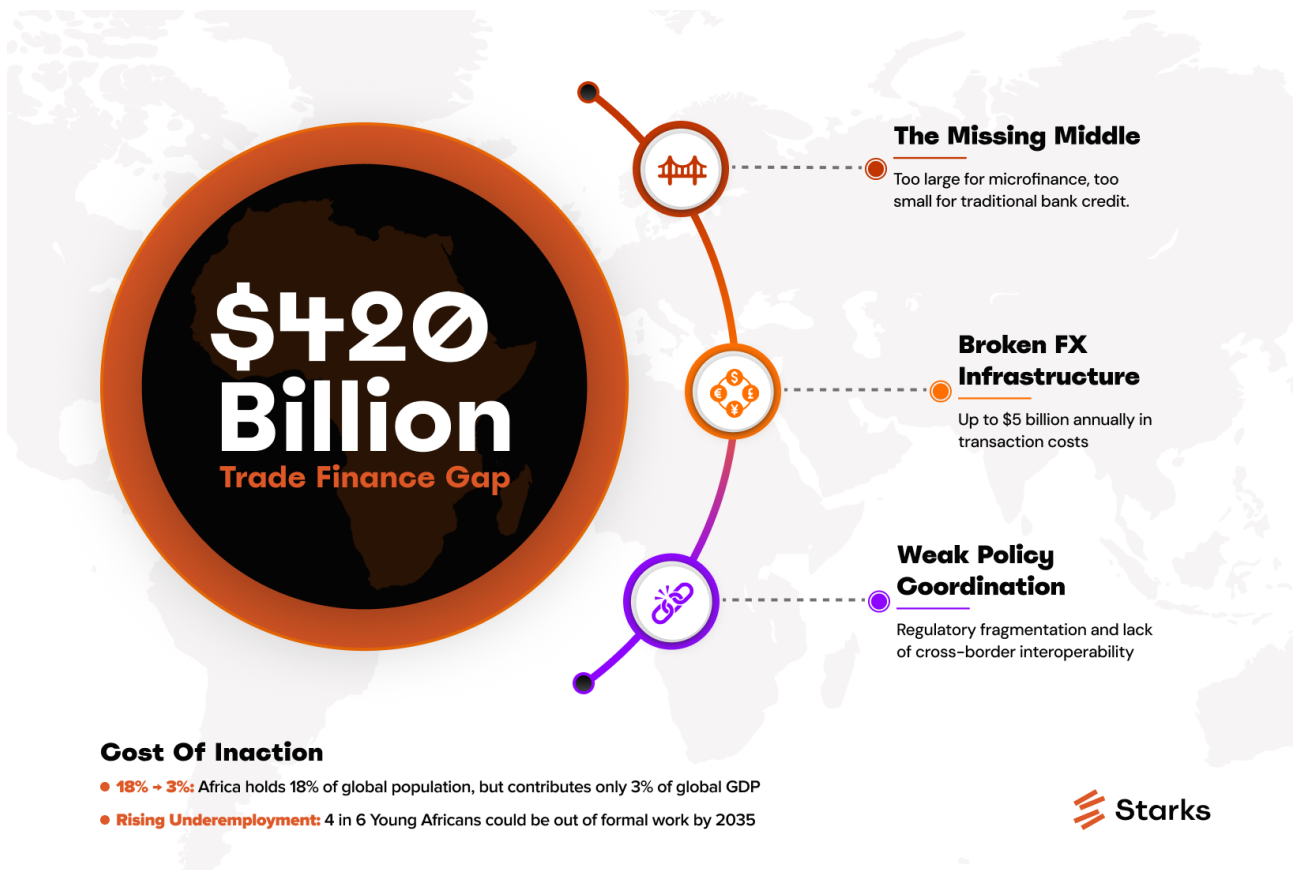 $420
Billion
Trade Finance Gap
The Missing Middle
Too large for microfinance, too
small for traditional bank credit.
Broken FX
Infrastructure
Up to $5 billion annually in
transaction costs
Weak Policy
Coordination
Regulatory fragmentation and lack
of cross-border interoperability
Cost Of Inaction
18% → 3%: Africa holds 18% of global population, but contributes only 3% of global GDP
Rising Underemployment: 4 in 6 Young Africans could be out of formal work by 2035
Starks
$
€ £
¥